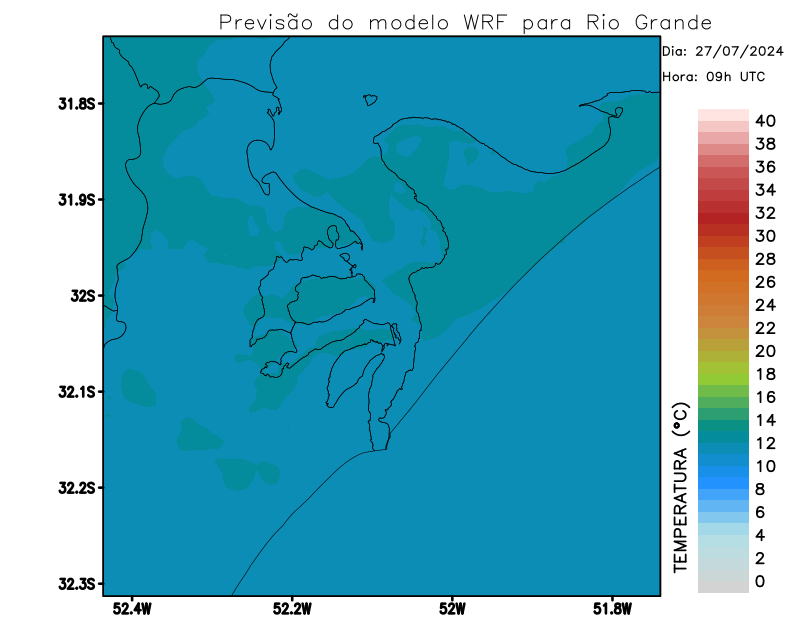 Previsão do modelo WRF para Rio Grande
Dia: 27/07/2024
Hora: 09h UTC
31.8S
31.9S
32S
32.1S
32.2S
32.3S
52.4W
52.2W
52W
51.8W
TEMPERATURA (°C)
40
38
36
34
32
30
28
26
24
22
20
18
14
12
10
8
6
4
2
0